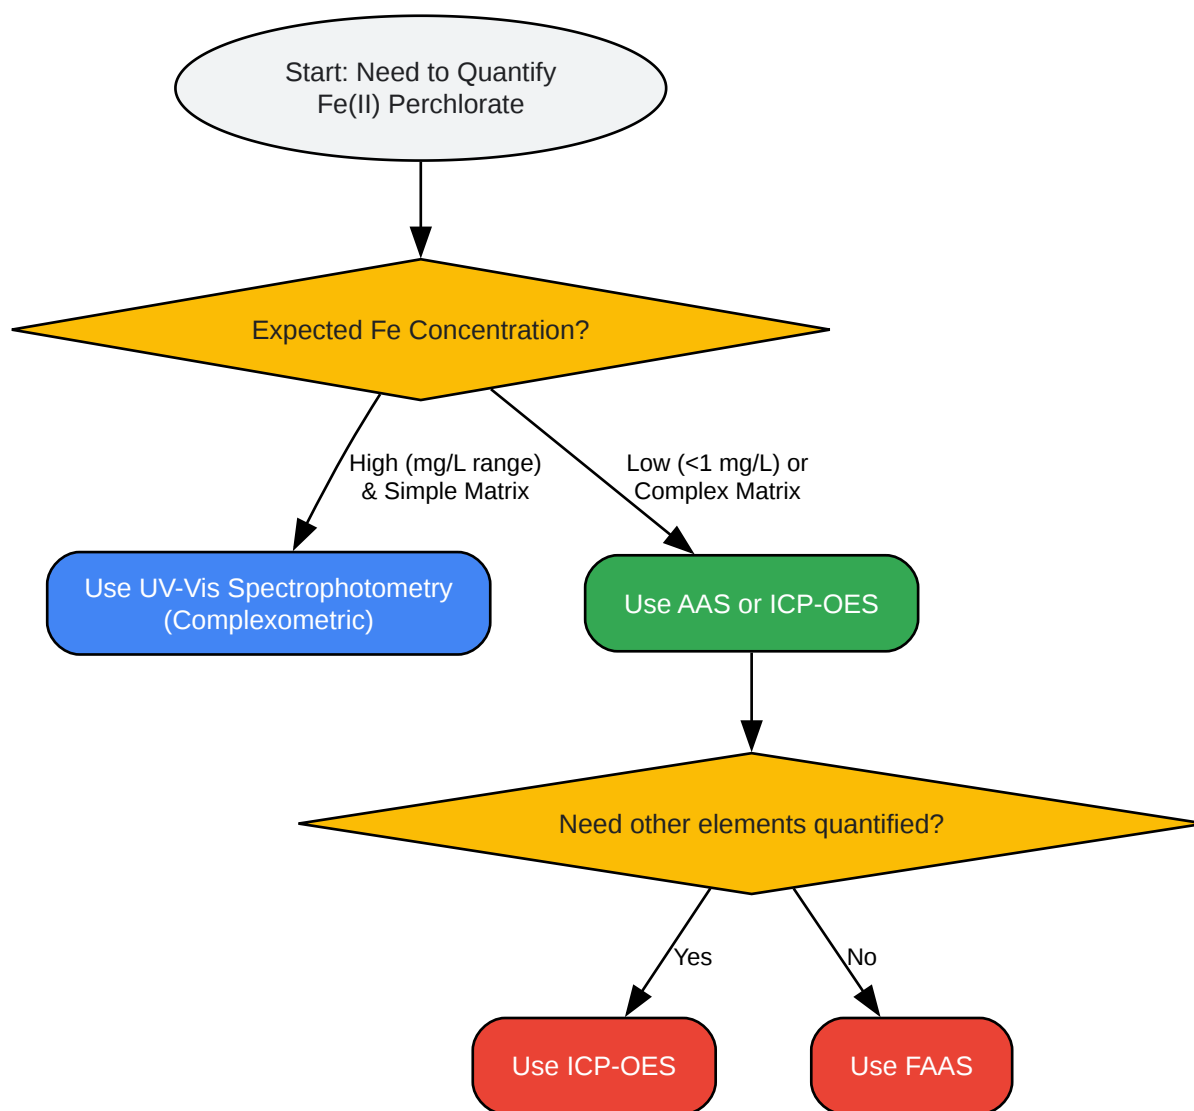 Start: Need to Quantify
Fe(II) Perchlorate
Expected Fe Concentration?
High (mg/L range)
& Simple Matrix
Low (<1 mg/L) or
Complex Matrix
Use UV-Vis Spectrophotometry
(Complexometric)
Use AAS or ICP-OES
Need other elements quantified?
Yes
No
Use ICP-OES
Use FAAS